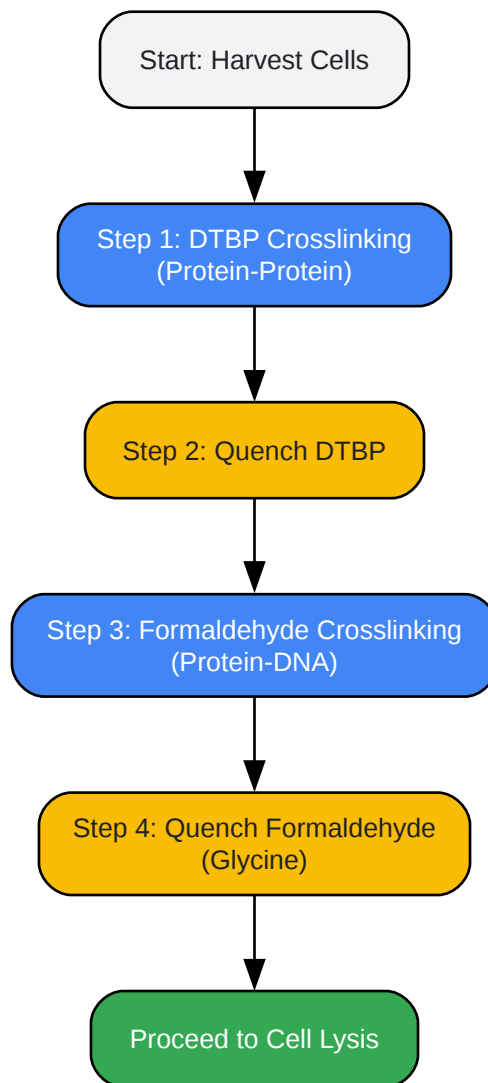 Start: Harvest Cells
Step 1: DTBP Crosslinking
(Protein-Protein)
Step 2: Quench DTBP
Step 3: Formaldehyde Crosslinking
(Protein-DNA)
Step 4: Quench Formaldehyde
(Glycine)
Proceed to Cell Lysis